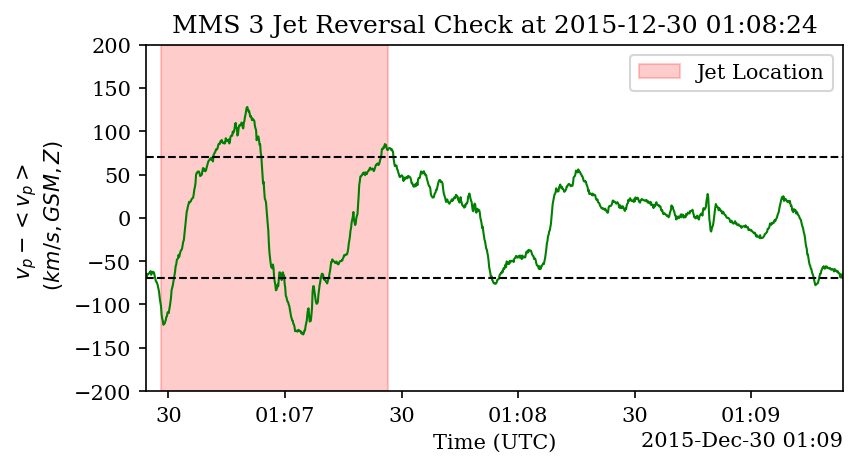 MMS 3 Jet Reversal Check at 2015-12-30 01:08:24
200
150
100
50
0
−50
−100
−150
−200
v_p − < v_p >
(km/s, GSM, Z)
Jet Location
30
01:07
30
01:08
30
01:09
Time (UTC)
2015-Dec-30 01:09